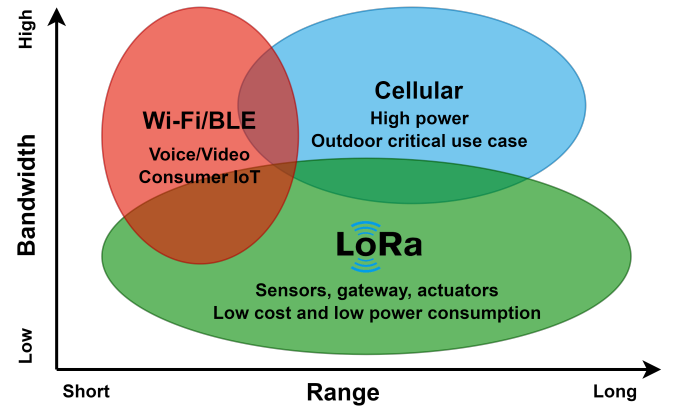 High
Bandwidth
Low
Wi-Fi/BLE
Voice/Video
Consumer IoT
Cellular
High power
Outdoor critical use case
LoRa
Sensors, gateway, actuators
Low cost and low power consumption
Short
Range
Long